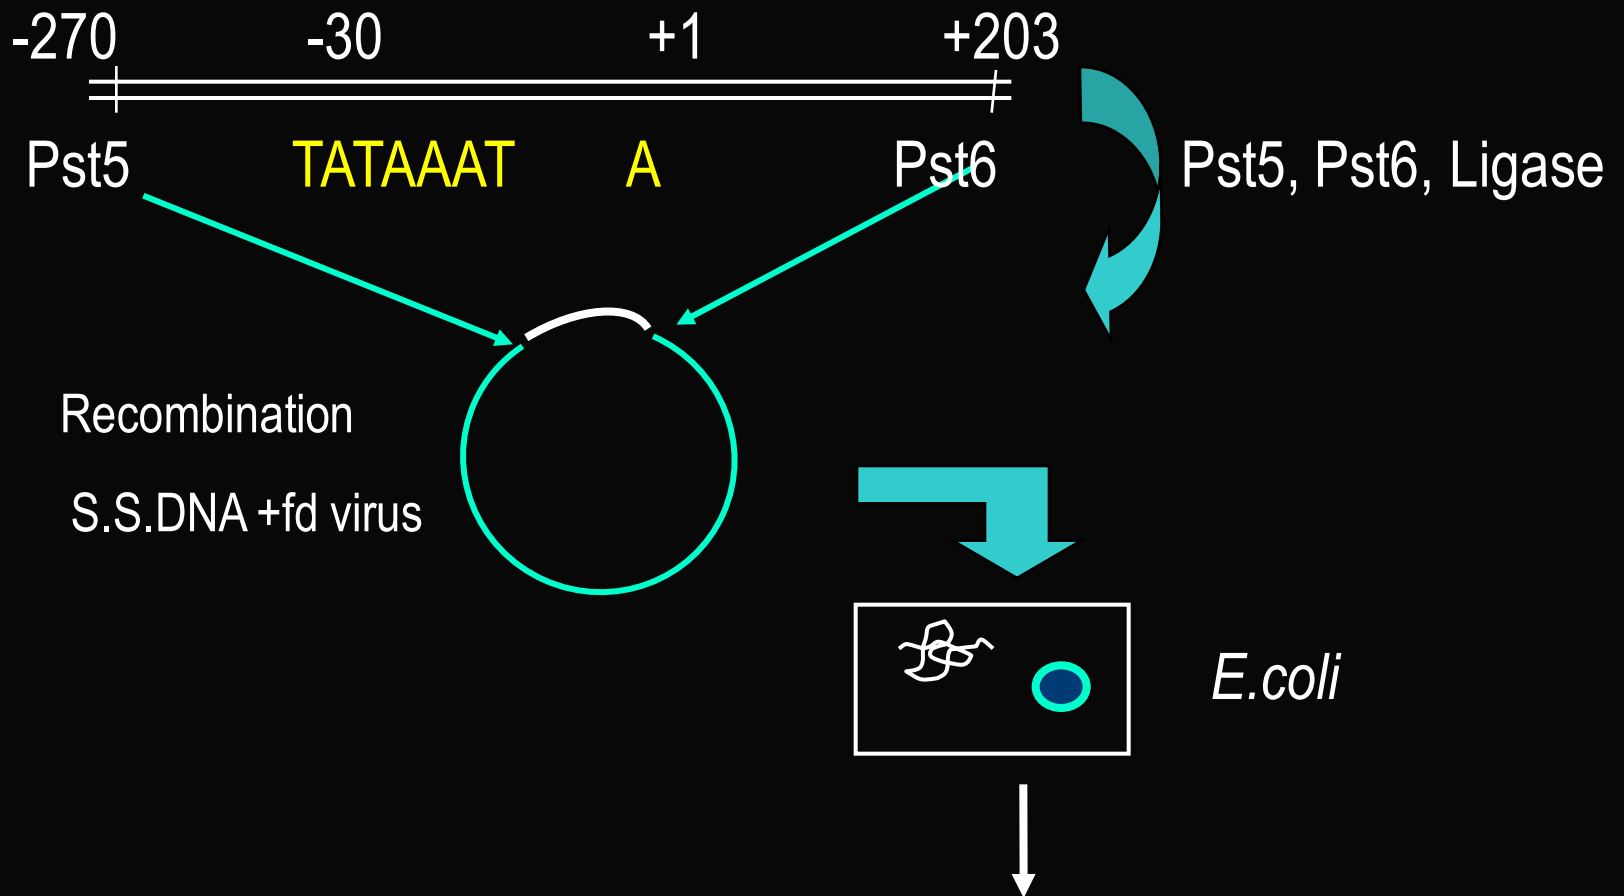 -270 -30 +1 +203
Pst5 TATAAAT A Pst6 Pst5, Pst6, Ligase
Recombination
S.S.DNA +fd virus
E.coli